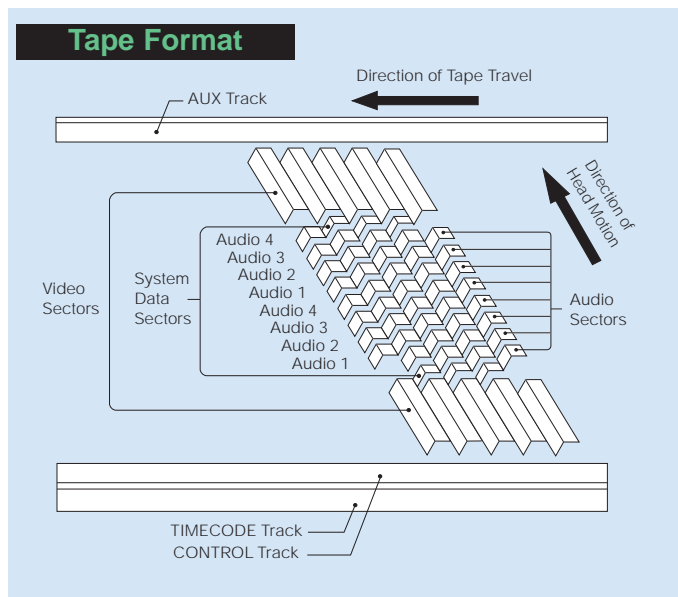 Tape Format
Direction of Tape Travel
AUX Track
Direction of
Head Motion
Audio 4
Audio 3
Audio 2
Audio 1
Audio 4
Audio 3
Audio 2
Audio 1
Video
Sectors
System
Data
Sectors
Audio
Sectors
TIMECODE Track
CONTROL Track